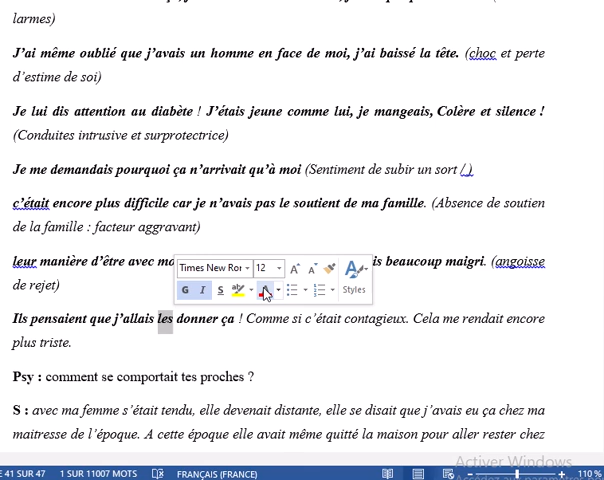 larmes)
J'ai même oublié que j'avais un homme en face de moi, j'ai baissé la tête. (choc et perte
d'estime de soi)
Je lui dis attention au diabète ! J'étais jeune comme lui, je mangeais, Colère et silence !
(Conduites intrusive et surprotectrice)
Je me demandais pourquoi ça n'arrivait qu'à moi (Sentiment de subir un sort / )
c'était encore plus difficile car je n'avais pas le soutien de ma famille. (Absence de soutien
de la famille : facteur aggravant)
leur manière d'être avec mo is beaucoup maigri. (angoisse
de rejet)
Times New Ror 12
G I S ab A Styles
Ils pensaient que j'allais les donner ça ! Comme si c'était contagieux. Cela me rendait encore
plus triste.
Psy : comment se comportait tes proches ?
S : avec ma femme s'était tendu, elle devenait distante, elle se disait que j'avais eu ça chez ma
maitresse de l'époque. A cette époque elle avait même quitté la maison pour aller rester chez
Activer Windows
E 41 SUR 47 1 SUR 11007 MOTS FRANÇAIS (FRANCE) 110 %